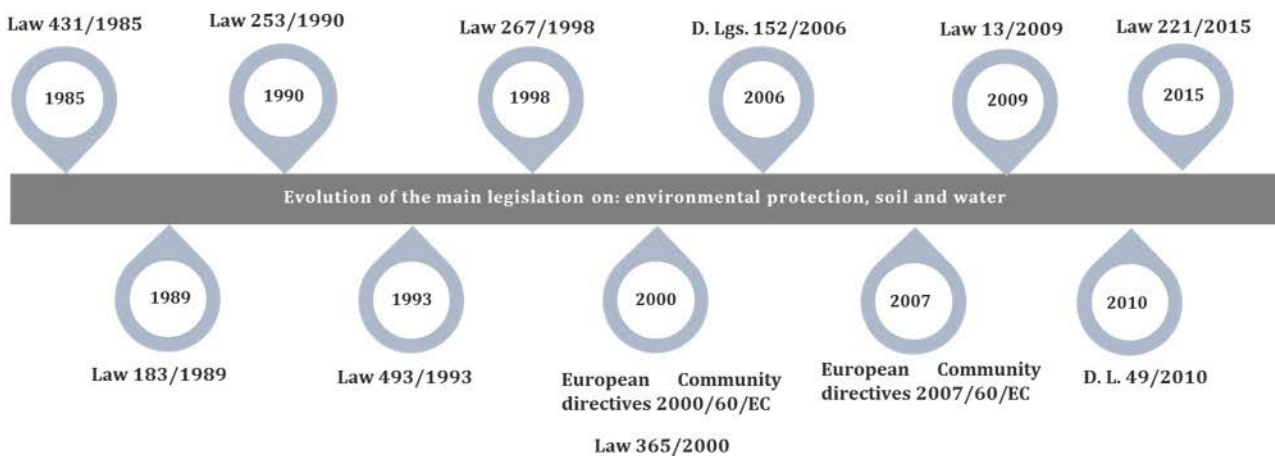 Law 431/1985
Law 253/1990
Law 267/1998
D. Lgs. 152/2006
Law 13/2009
Law 221/2015
1985
1990
1998
2006
2009
2015
Evolution of the main legislation on: environmental protection, soil and water
1989
1993
2000
2007
2010
Law 183/1989
Law 493/1993
European Community
directives 2000/60/EC
Law 365/2000
European Community
directives 2007/60/EC
D. L. 49/2010